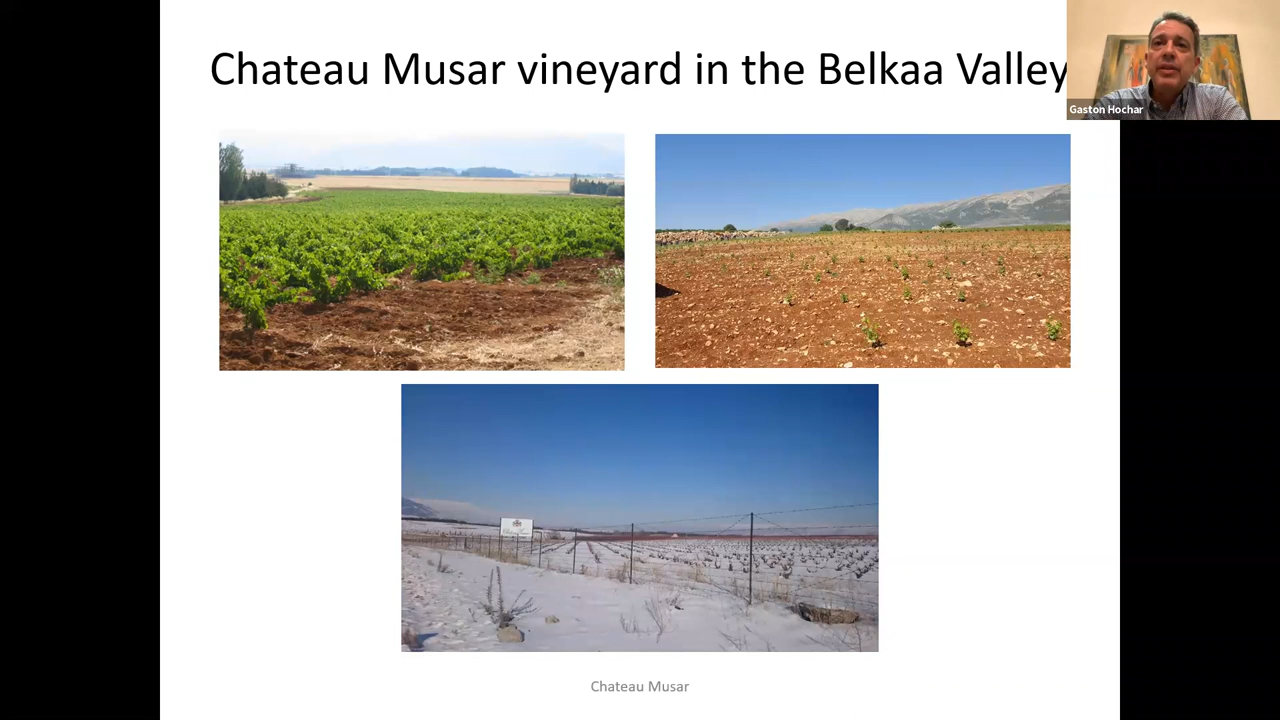 Chateau Musar vineyard in the Belkaa Valley
Gaston Hochar
Chateau Musar